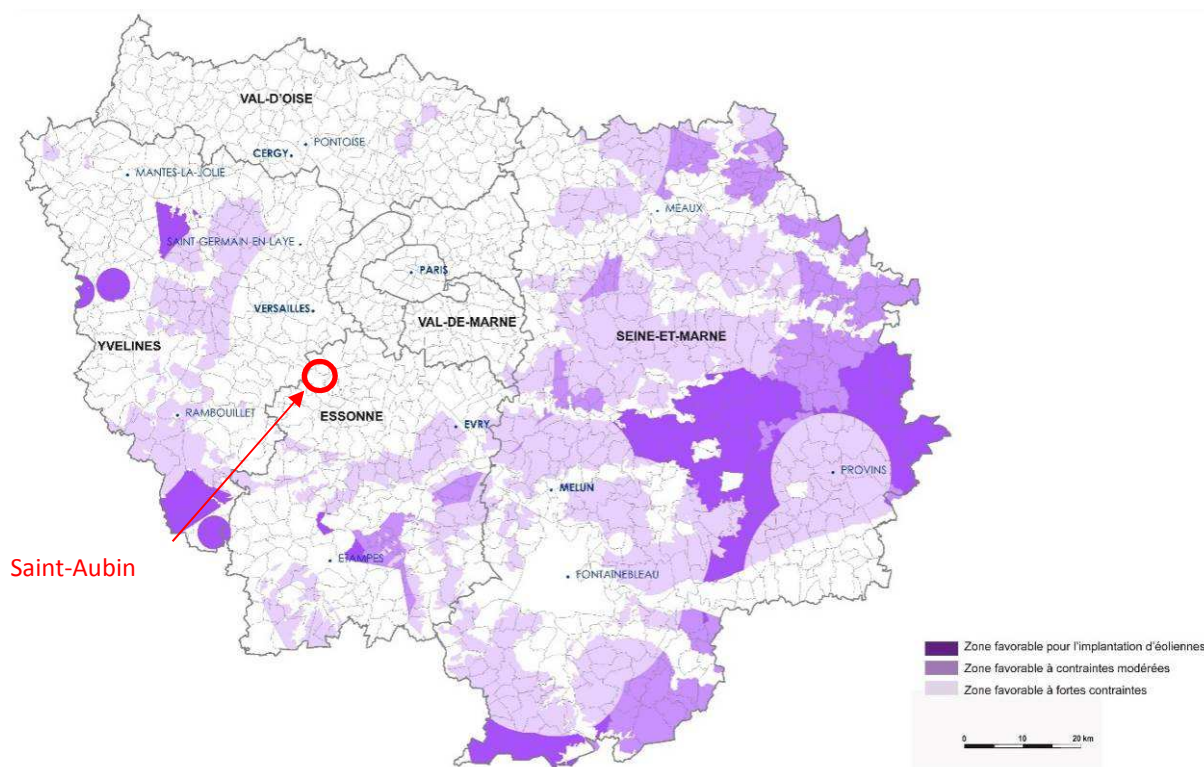 VAL-D'OISE
PONTOISE
CERGY
MANTES-LA-JOLIE
MEAUX
SAINT-GERMAIN-EN-LAYE
PARIS
VERSAILLES
VAL-DE-MARNE
SEINE-ET-MARNE
YVELINES
RAMBOUILLET
ESSONNE
EVRY
PROVINS
MELUN
Saint-Aubin
ETAMPES
FONTAINEBLEAU
Zone favorable pour l'implantation d'éoliennes
Zone favorable à contraintes modérées
Zone favorable à fortes contraintes
0 10 20 km